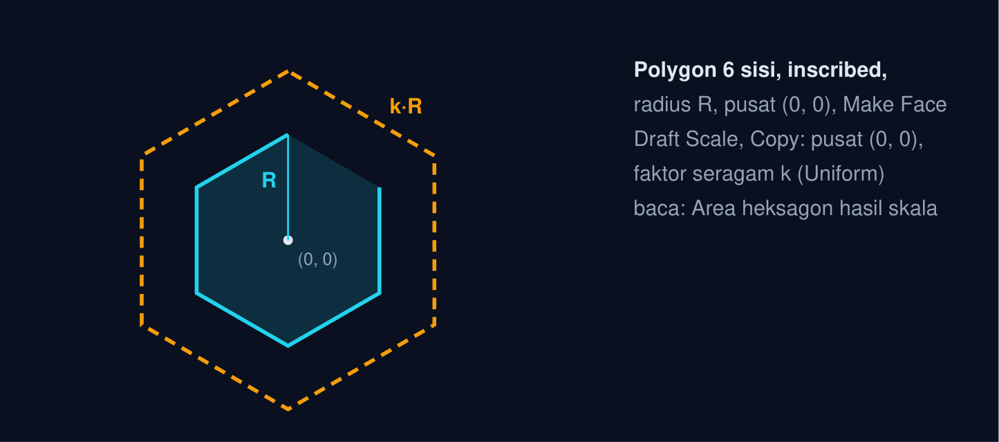 k·R
R
(0, 0)
Polygon 6 sisi, inscribed,
radius R, pusat (0, 0), Make Face
Draft Scale, Copy: pusat (0, 0),
faktor seragam k (Uniform)
baca: Area heksagon hasil skala